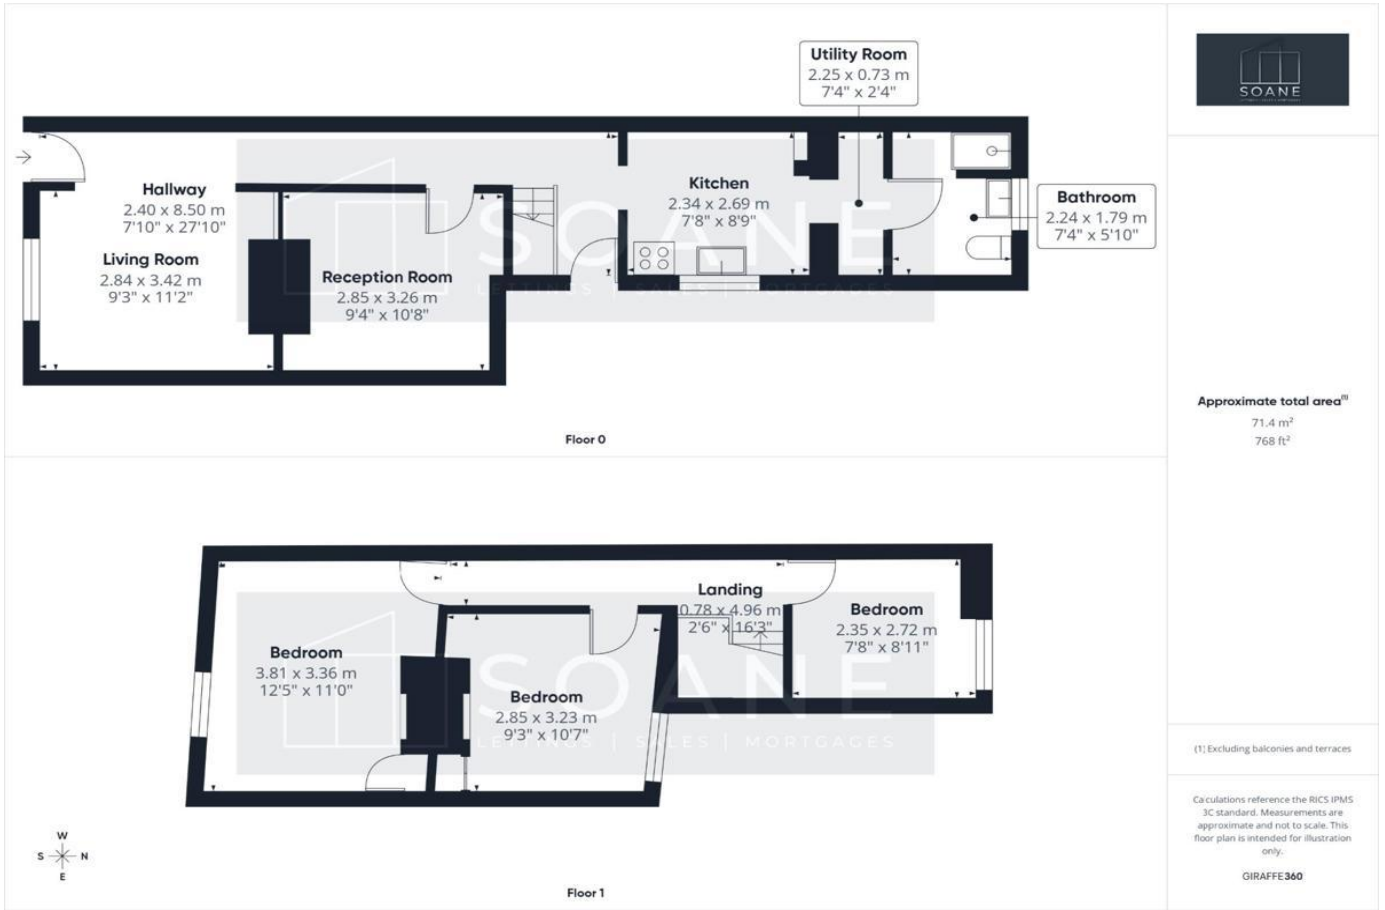 Utility Room
2.25 x 0.73 m
7'4" x 2'4"
Hallway
2.40 x 8.50 m
7'10" x 27'10"
Living Room
2.84 x 3.42 m
9'3" x 11'2"
Reception Room
2.85 x 3.26 m
9'4" x 10'8"
Kitchen
2.34 x 2.69 m
7'8" x 8'9"
Bathroom
2.24 x 1.79 m
7'4" x 5'10"
SOANE
LETTINGS | SALES | MORTGAGES
Floor 0
Landing
0.78 x 4.96 m
2'6" x 16'3"
Bedroom
2.35 x 2.72 m
7'8" x 8'11"
Bedroom
3.81 x 3.36 m
12'5" x 11'0"
Bedroom
2.85 x 3.23 m
9'3" x 10'7"
SOANE
LETTINGS | SALES | MORTGAGES
W
S N
E
Floor 1
SOANE
Approximate total area(1)
71.4 m²
768 ft²
(1) Excluding balconies and terraces
Calculations reference the RICS IPMS
3C standard. Measurements are
approximate and not to scale. This
floor plan is intended for illustration
only.
GIRAFFE360